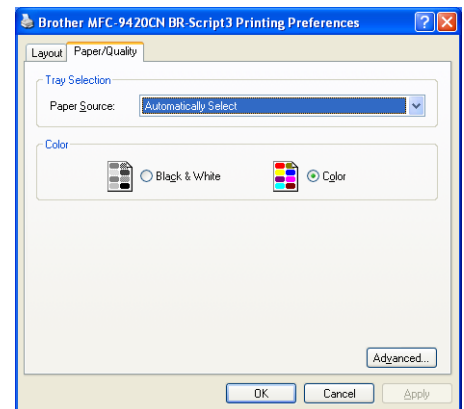 Brother MFC-9420CN BR-Script3 Printing Preferences
Layout Paper/Quality
Tray Selection
Paper Source: Automatically Select
Color
Black & White Color
Advanced...
OK Cancel Apply